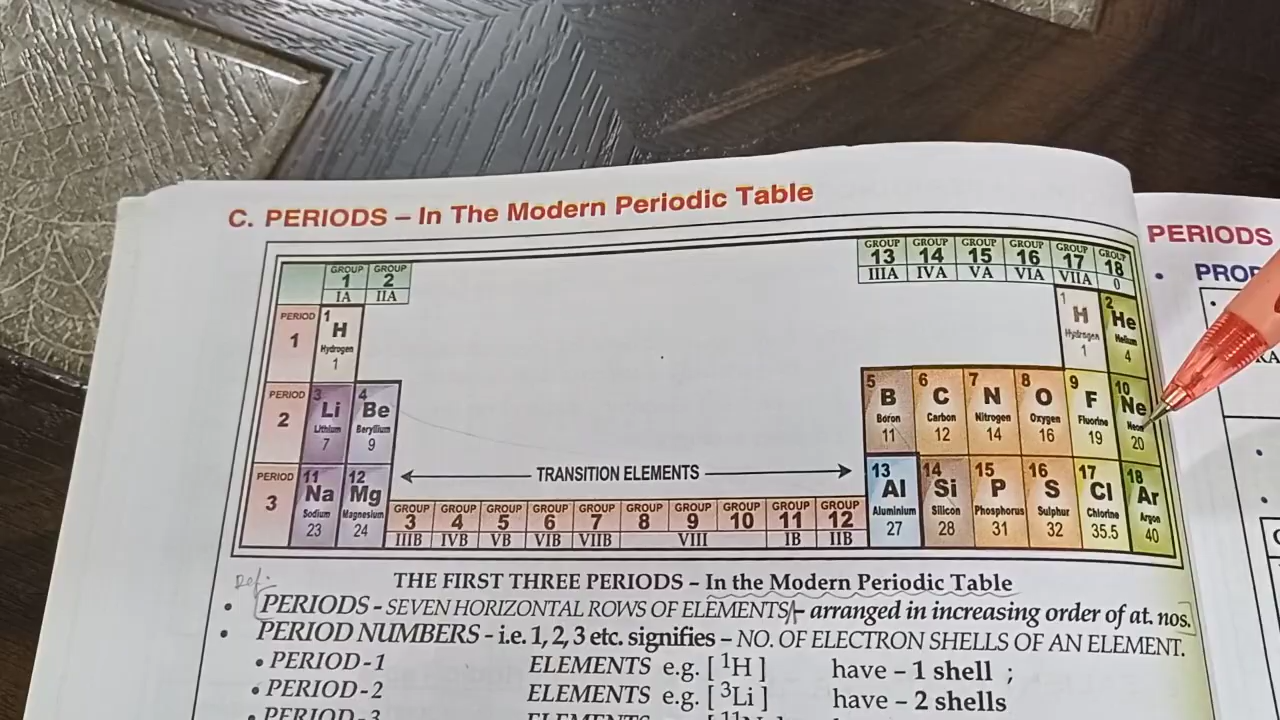 C. PERIODS – In The Modern Periodic Table
GROUP GROUP GROUP GROUP GROUP GROUP GROUP GROUP
1 2 13 14 15 16 17 18
IA IIA IIIA IVA VA VIA VIIA 0
PERIOD 1
1 H Hydrogen 1
1 H Hydrogen 1
2 He Helium 4
PERIOD 2
3 Li Lithium 7
4 Be Beryllium 9
5 B Boron 11
6 C Carbon 12
7 N Nitrogen 14
8 O Oxygen 16
9 F Fluorine 19
10 Ne Neon 20
PERIOD 3
11 Na Sodium 23
12 Mg Magnesium 24
TRANSITION ELEMENTS
GROUP GROUP GROUP GROUP GROUP GROUP GROUP GROUP GROUP GROUP
3 4 5 6 7 8 9 10 11 12
IIIB IVB VB VIB VIIB VIII IB IIB
13 Al Aluminium 27
14 Si Silicon 28
15 P Phosphorus 31
16 S Sulphur 32
17 Cl Chlorine 35.5
18 Ar Argon 40
THE FIRST THREE PERIODS – In the Modern Periodic Table
Def:
• PERIODS - SEVEN HORIZONTAL ROWS OF ELEMENTS - arranged in increasing order of at. nos.
• PERIOD NUMBERS - i.e. 1, 2, 3 etc. signifies – NO. OF ELECTRON SHELLS OF AN ELEMENT.
• PERIOD-1 ELEMENTS e.g. [ ¹H ] have – 1 shell ;
• PERIOD-2 ELEMENTS e.g. [ ³Li ] have – 2 shells
• PERIOD-3
PERIODS